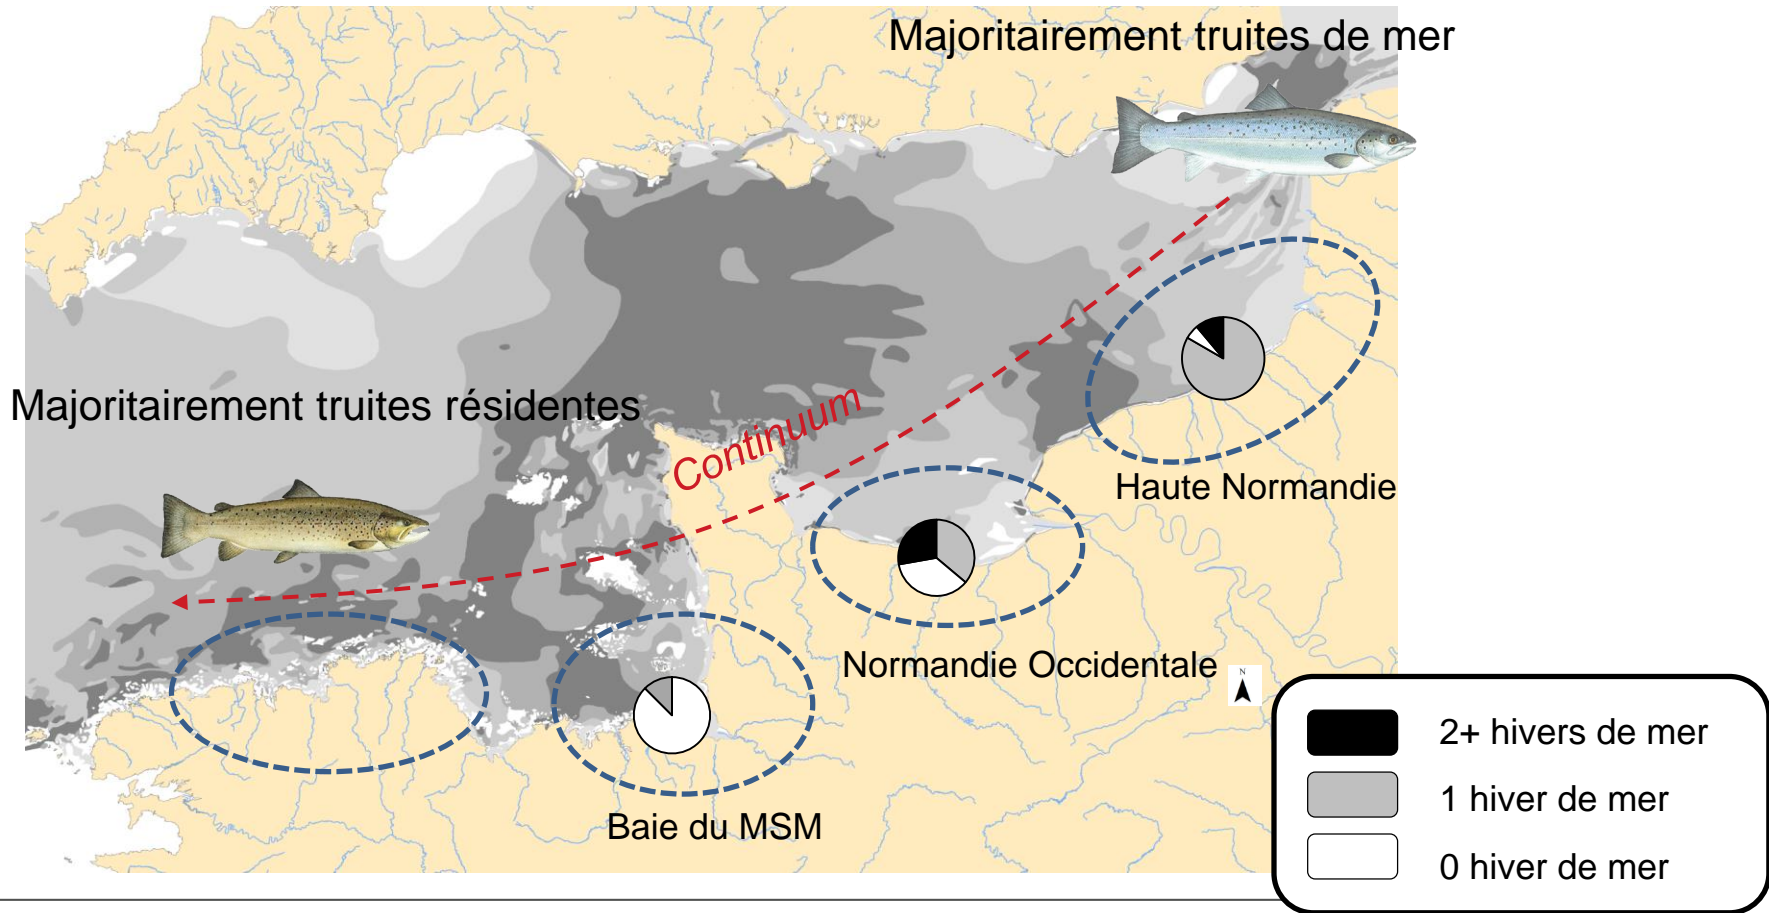 Majoritairement truites de mer
Majoritairement truites résidentes
Continuum
Haute Normandie
Normandie Occidentale
N
Baie du MSM
2+ hivers de mer
1 hiver de mer
0 hiver de mer